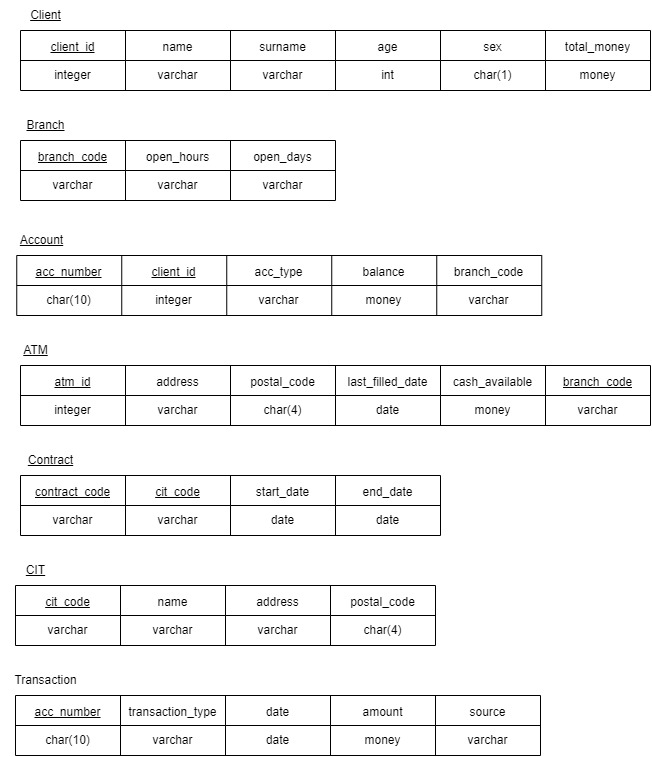 Client
client_id name surname age sex total_money
integer varchar varchar int char(1) money
Branch
branch_code open_hours open_days
varchar varchar varchar
Account
acc_number client_id acc_type balance branch_code
char(10) integer varchar money varchar
ATM
atm_id address postal_code last_filled_date cash_available branch_code
integer varchar char(4) date money varchar
Contract
contract_code cit_code start_date end_date
varchar varchar date date
CIT
cit_code name address postal_code
varchar varchar varchar char(4)
Transaction
acc_number transaction_type date amount source
char(10) varchar date money varchar